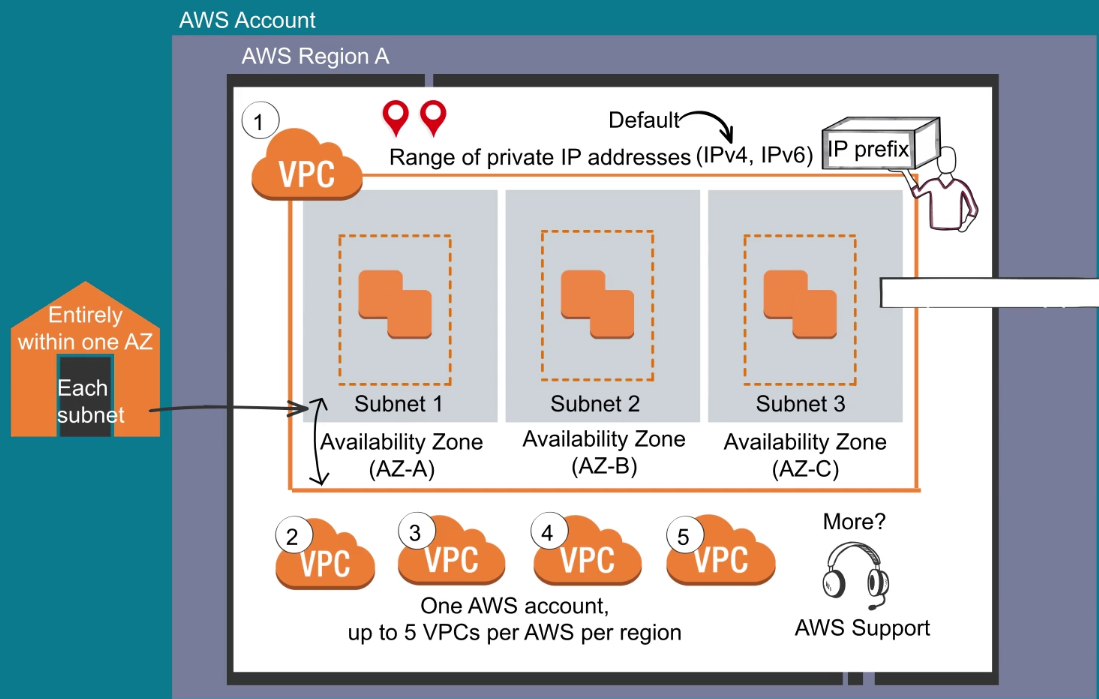 AWS Account
AWS Region A
1
VPC
Default
Range of private IP addresses (IPv4, IPv6)
IP prefix
Entirely
within one AZ
Each
subnet
Subnet 1
Subnet 2
Subnet 3
Availability Zone
(AZ-A)
Availability Zone
(AZ-B)
Availability Zone
(AZ-C)
2
VPC
3
VPC
4
VPC
5
VPC
One AWS account,
up to 5 VPCs per AWS per region
More?
AWS Support